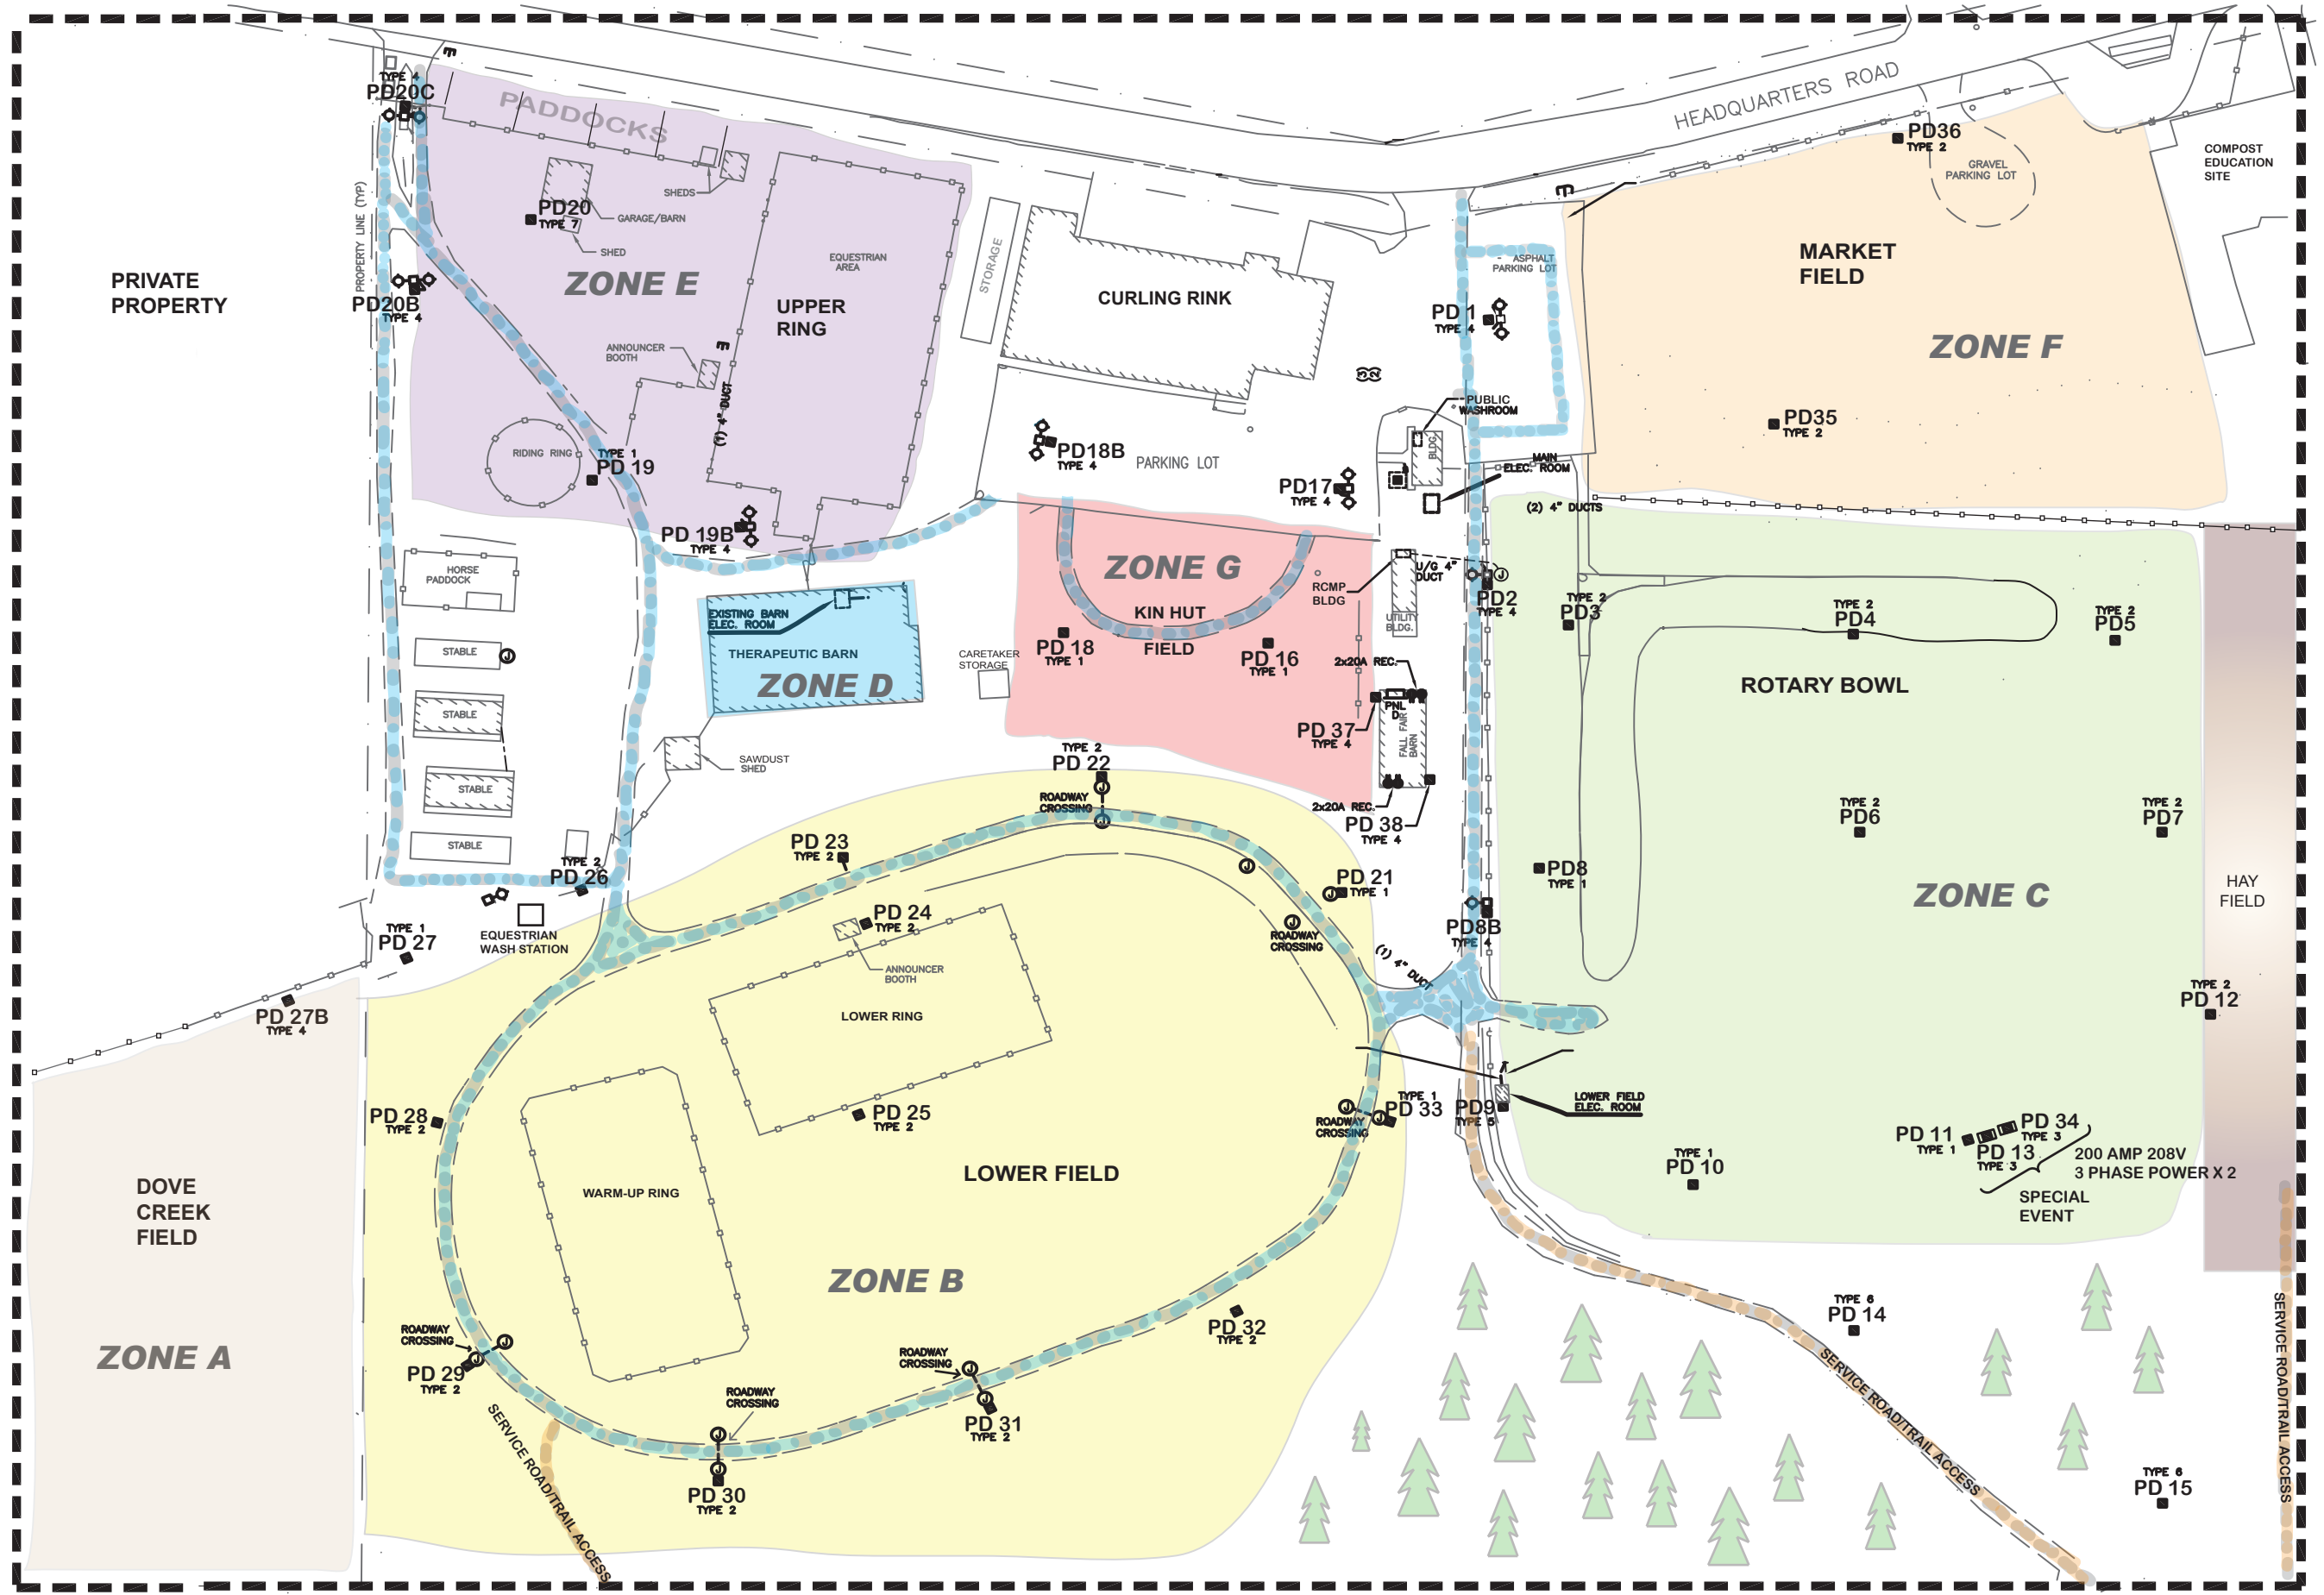 E
TYPE 4
PD20C
PADDOCKS
HEADQUARTERS ROAD
PD36
TYPE 2
GRAVEL
PARKING LOT
COMPOST
EDUCATION
SITE
PROPERTY LINE (TYP)
SHEDS
PD20
TYPE 7
GARAGE/BARN
SHED
E
PRIVATE
PROPERTY
ZONE E
EQUESTRIAN
AREA
STORAGE
MARKET
FIELD
ASPHALT
PARKING LOT
PD20B
TYPE 4
UPPER
RING
CURLING RINK
PD 1
TYPE 4
ZONE F
ANNOUNCER
BOOTH
E
(1) 4" DUCT
PUBLIC
WASHROOM
PD35
TYPE 2
RIDING RING
TYPE 1
PD 19
PD18B
TYPE 4
PARKING LOT
BLDG.
MAIN
ELEC. ROOM
PD17
TYPE 4
(2) 4" DUCTS
PD 19B
TYPE 4
ZONE G
U/G 4"
DUCT
J
HORSE
PADDOCK
RCMP
BLDG
PD2
TYPE 4
TYPE 2
PD3
TYPE 2
PD4
TYPE 2
PD5
EXISTING BARN
ELEC. ROOM
KIN HUT
FIELD
UTILITY
BLDG.
STABLE
J
THERAPEUTIC BARN
ZONE D
CARETAKER
STORAGE
PD 18
TYPE 1
PD 16
TYPE 1
2x20A REC.
ROTARY BOWL
STABLE
PNL
D
PD 37
TYPE 4
FALL FAIR
BARN
SAWDUST
SHED
TYPE 2
PD 22
STABLE
J
ROADWAY
CROSSING
J
2x20A REC.
PD 38
TYPE 4
TYPE 2
PD6
TYPE 2
PD7
STABLE
PD 23
TYPE 2
TYPE 2
PD 26
J
PD 21
J
TYPE 1
PD8
TYPE 1
ZONE C
HAY
FIELD
PD 24
TYPE 2
J
ROADWAY
CROSSING
PD8B
TYPE 4
TYPE 1
PD 27
EQUESTRIAN
WASH STATION
ANNOUNCER
BOOTH
(1) 4" DUCT
TYPE 2
PD 12
PD 27B
TYPE 4
LOWER RING
PD 28
TYPE 2
PD 25
TYPE 2
J
J
ROADWAY
CROSSING
TYPE 1
PD 33
PD9
TYPE 5
LOWER FIELD
ELEC. ROOM
PD 11
TYPE 1
PD 13
TYPE 3
PD 34
TYPE 3
200 AMP 208V
3 PHASE POWER X 2
SPECIAL
EVENT
TYPE 1
PD 10
LOWER FIELD
WARM-UP RING
DOVE
CREEK
FIELD
ZONE B
ZONE A
ROADWAY
CROSSING
J
J
PD 29
TYPE 2
PD 32
TYPE 2
TYPE 6
PD 14
ROADWAY
CROSSING
J
J
PD 31
TYPE 2
ROADWAY
CROSSING
J
J
PD 30
TYPE 2
SERVICE ROAD/TRAIL ACCESS
SERVICE ROAD/TRAIL ACCESS
SERVICE ROAD/TRAIL ACCESS
TYPE 6
PD 15